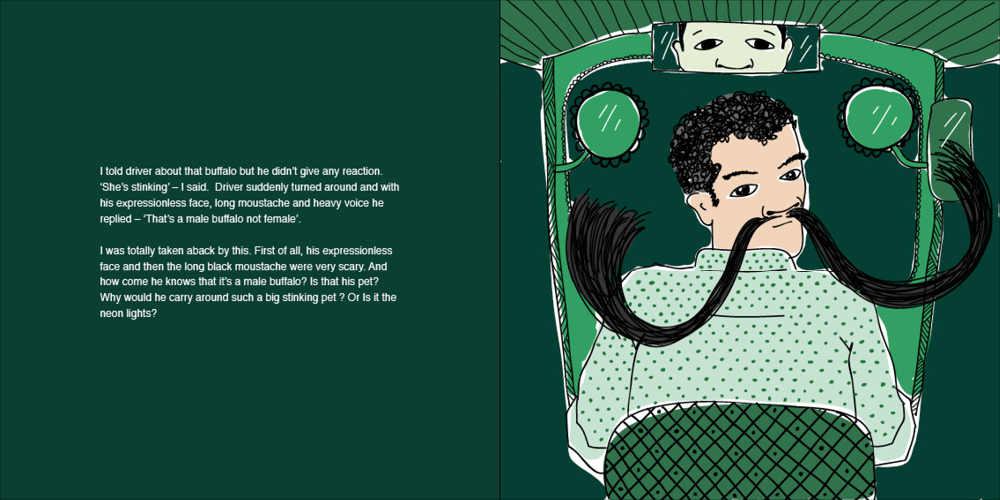 I told driver about that buffalo but he didn't give any reaction.
'She's stinking' – I said.  Driver suddenly turned around and with
his expressionless face, long moustache and heavy voice he
replied – 'That's a male buffalo not female'.
I was totally taken aback by this. First of all, his expressionless
face and then the long black moustache were very scary. And
how come he knows that it's a male buffalo? Is that his pet?
Why would he carry around such a big stinking pet ? Or Is it the
neon lights?